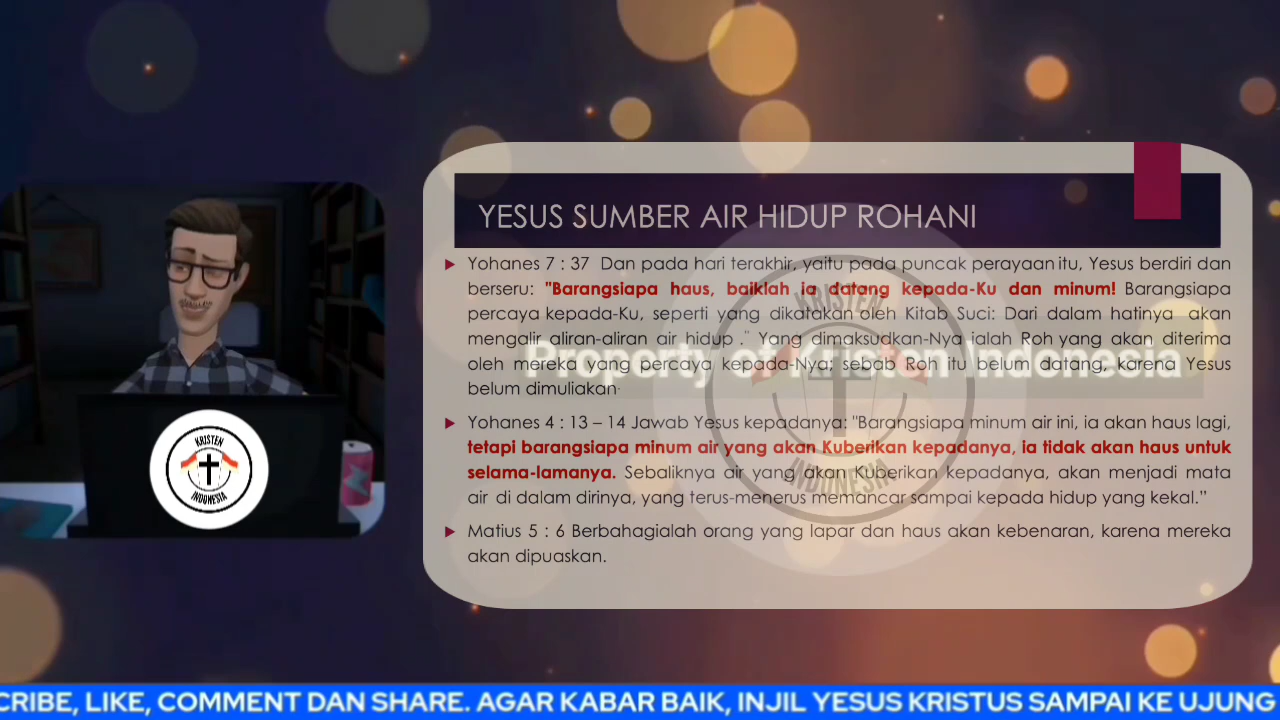 YESUS SUMBER AIR HIDUP ROHANI
Yohanes 7 : 37 Dan pada hari terakhir, yaitu pada puncak perayaan itu, Yesus berdiri dan
berseru: "Barangsiapa haus, baiklah ia datang kepada-Ku dan minum! Barangsiapa
percaya kepada-Ku, seperti yang dikatakan oleh Kitab Suci: Dari dalam hatinya akan
mengalir aliran-aliran air hidup ." Yang dimaksudkan-Nya ialah Roh yang akan diterima
oleh mereka yang percaya kepada-Nya; sebab Roh itu belum datang, karena Yesus
belum dimuliakan.
Property of Kristen Indonesia
Yohanes 4 : 13 – 14 Jawab Yesus kepadanya: "Barangsiapa minum air ini, ia akan haus lagi,
tetapi barangsiapa minum air yang akan Kuberikan kepadanya, ia tidak akan haus untuk
selama-lamanya. Sebaliknya air yang akan Kuberikan kepadanya, akan menjadi mata
air di dalam dirinya, yang terus-menerus memancar sampai kepada hidup yang kekal."
Matius 5 : 6 Berbahagialah orang yang lapar dan haus akan kebenaran, karena mereka
akan dipuaskan.
KRISTEN
INDONESIA
KRISTEN
INDONESIA
CRIBE, LIKE, COMMENT DAN SHARE. AGAR KABAR BAIK, INJIL YESUS KRISTUS SAMPAI KE UJUNG